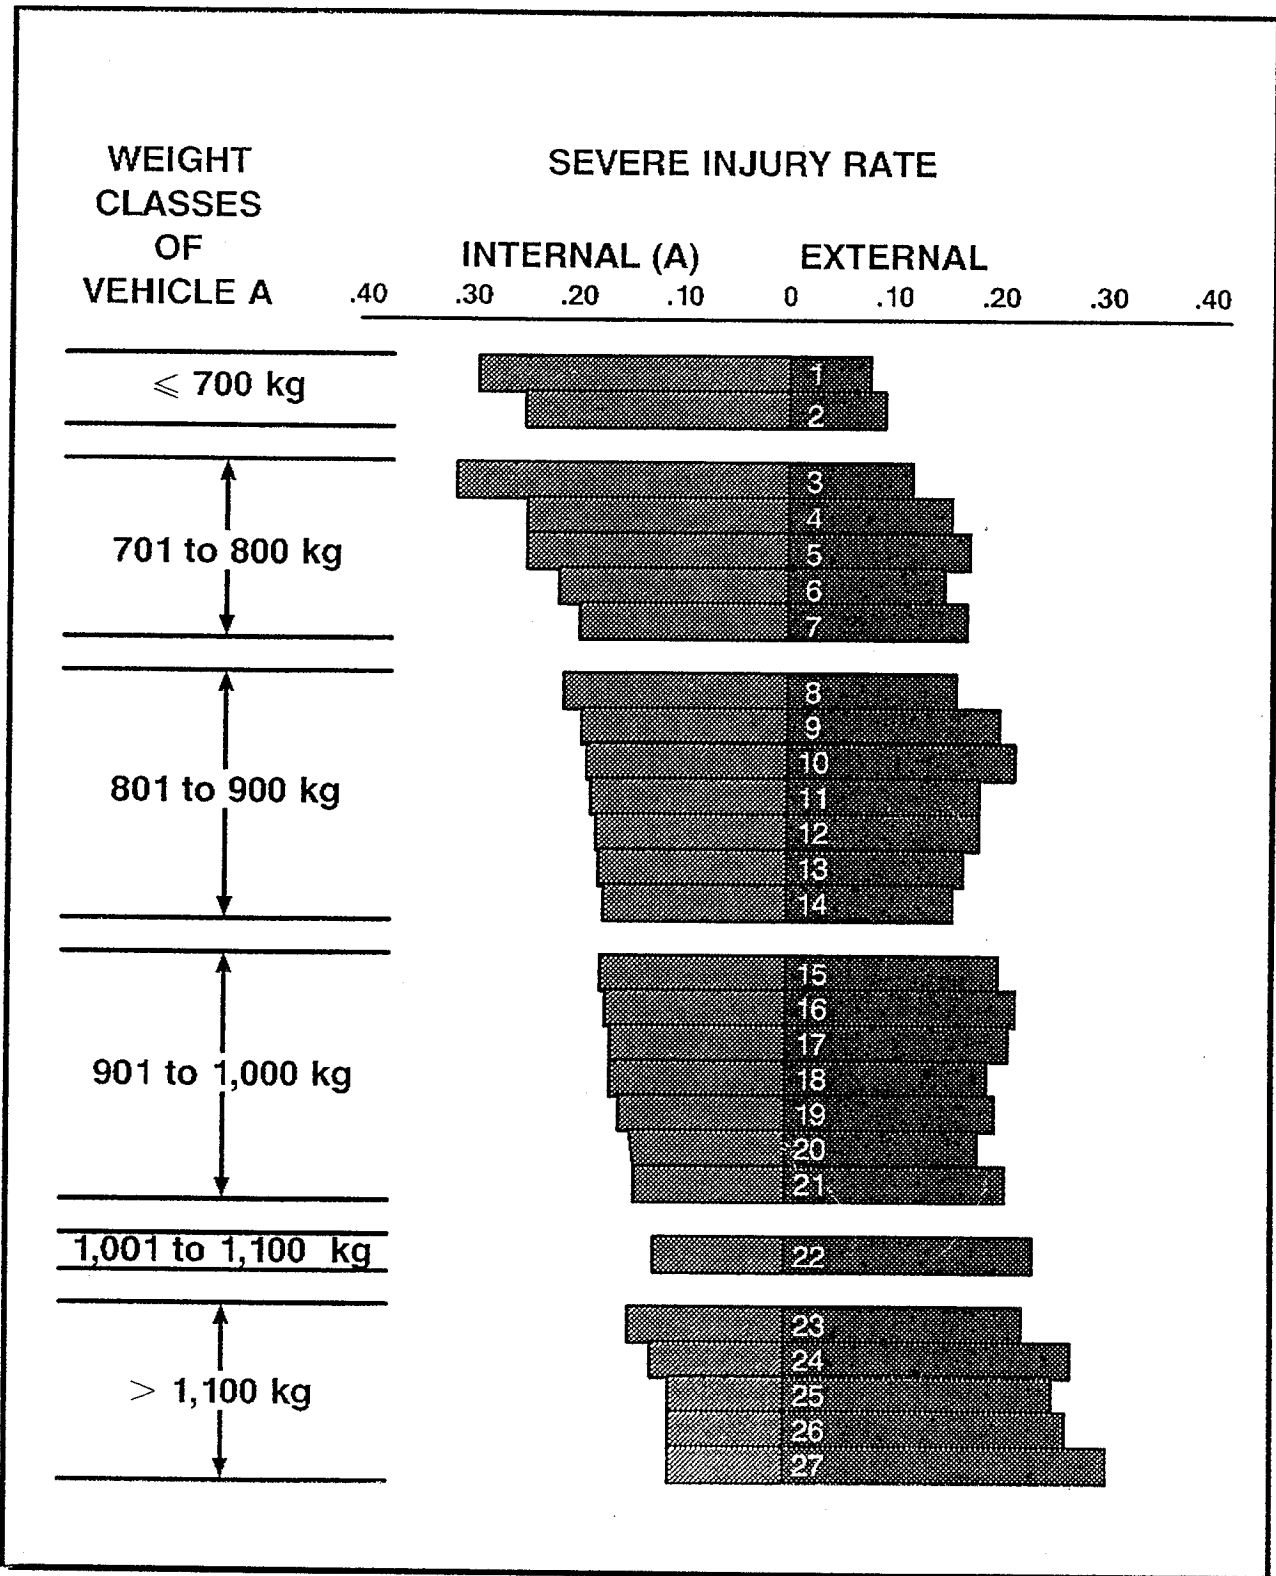 WEIGHT
CLASSES
OF
VEHICLE A
SEVERE INJURY RATE
INTERNAL (A) EXTERNAL
.40 .30 .20 .10 0 .10 .20 .30 .40
≤ 700 kg
1
2
701 to 800 kg
3
4
5
6
7
801 to 900 kg
8
9
10
11
12
13
14
901 to 1,000 kg
15
16
17
18
19
20
21
1,001 to 1,100 kg
22
> 1,100 kg
23
24
25
26
27